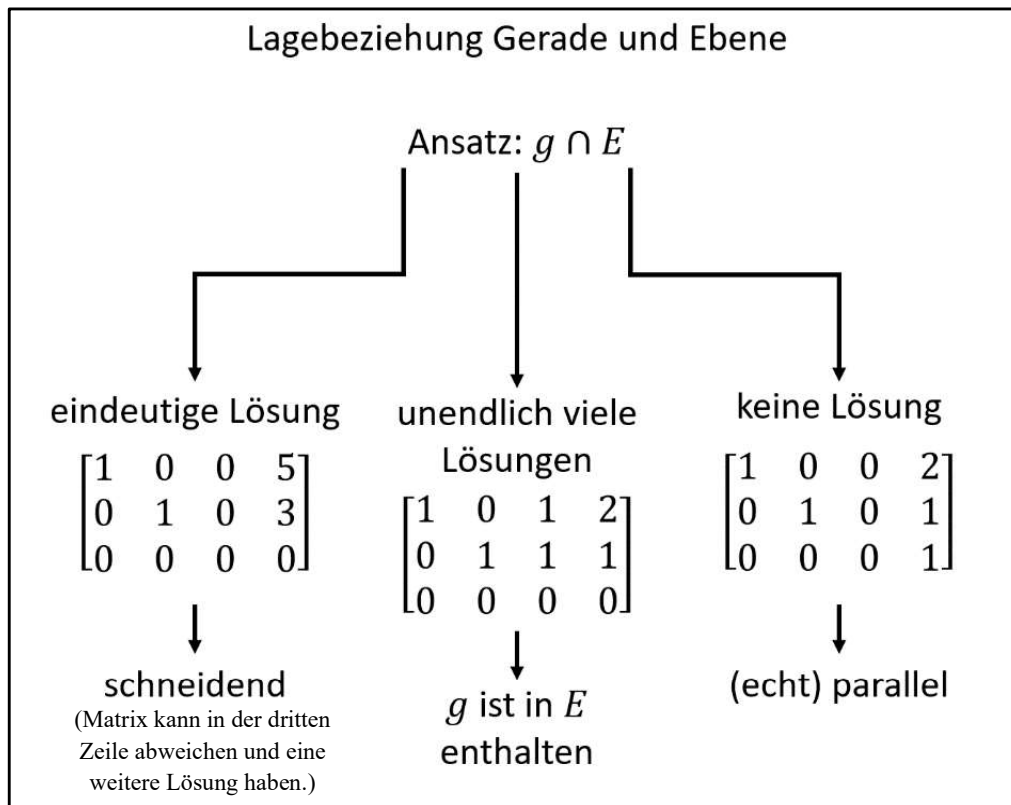 Lagebeziehung Gerade und Ebene
Ansatz: g ∩ E
eindeutige Lösung
[1 0 0 5]
[0 1 0 3]
[0 0 0 0]
schneidend
(Matrix kann in der dritten
Zeile abweichen und eine
weitere Lösung haben.)
unendlich viele
Lösungen
[1 0 1 2]
[0 1 1 1]
[0 0 0 0]
g ist in E
enthalten
keine Lösung
[1 0 0 2]
[0 1 0 1]
[0 0 0 1]
(echt) parallel